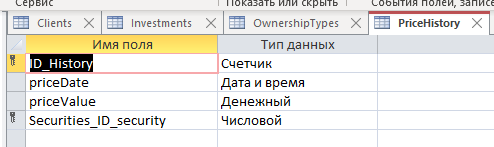 Сервис
Показать или скрыть
События полей, записе
Clients
Investments
OwnershipTypes
PriceHistory
Имя поля
Тип данных
ID_History
Счетчик
priceDate
Дата и время
priceValue
Денежный
Securities_ID_security
Числовой